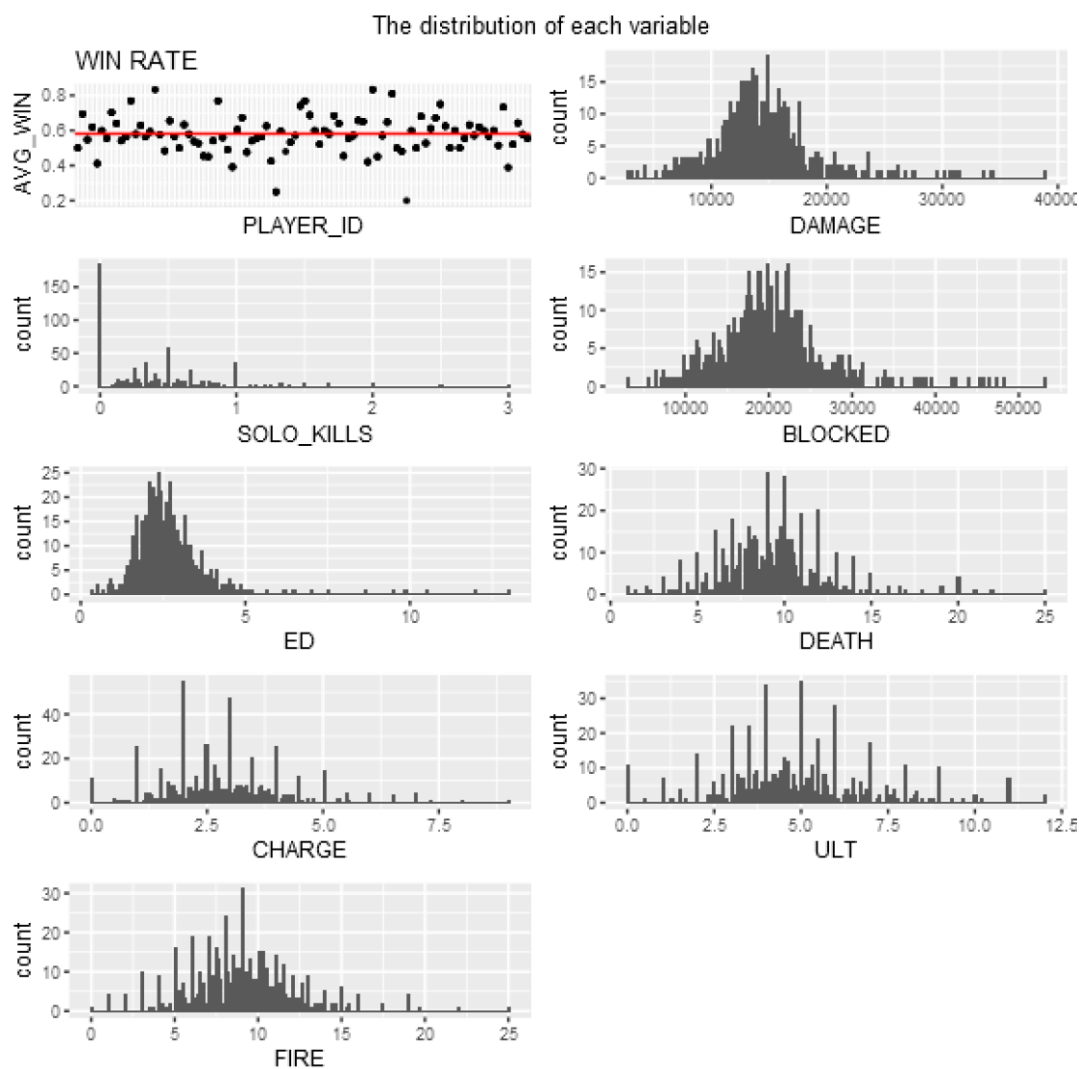 The distribution of each variable
WIN RATE
AVG_WIN
0.8
0.6
0.4
0.2
PLAYER_ID
count
15
10
5
0
10000 20000 30000 40000
DAMAGE
count
150
100
50
0
0 1 2 3
SOLO_KILLS
count
15
10
5
0
10000 20000 30000 40000 50000
BLOCKED
count
25
20
15
10
5
0
0 5 10
ED
count
30
20
10
0
0 5 10 15 20 25
DEATH
count
40
20
0
0.0 2.5 5.0 7.5
CHARGE
count
30
20
10
0
0.0 2.5 5.0 7.5 10.0 12.5
ULT
count
30
20
10
0
0 5 10 15 20 25
FIRE